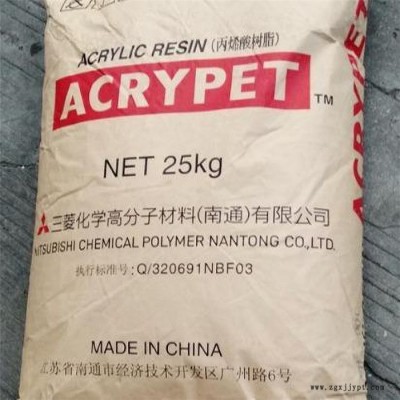 ACRYLIC RESIN (丙烯酸树脂)
ACRYPET™
ACRYPET
NET 25kg
三菱化学高分子材料(南通)有限公司
MITSUBISHI CHEMICAL POLYMER NANTONG CO.,LTD.
执行标准号: Q/320691NBF03
MADE IN CHINA
江苏省南通市经济技术开发区广州路6号
www.zgxjjypt.com